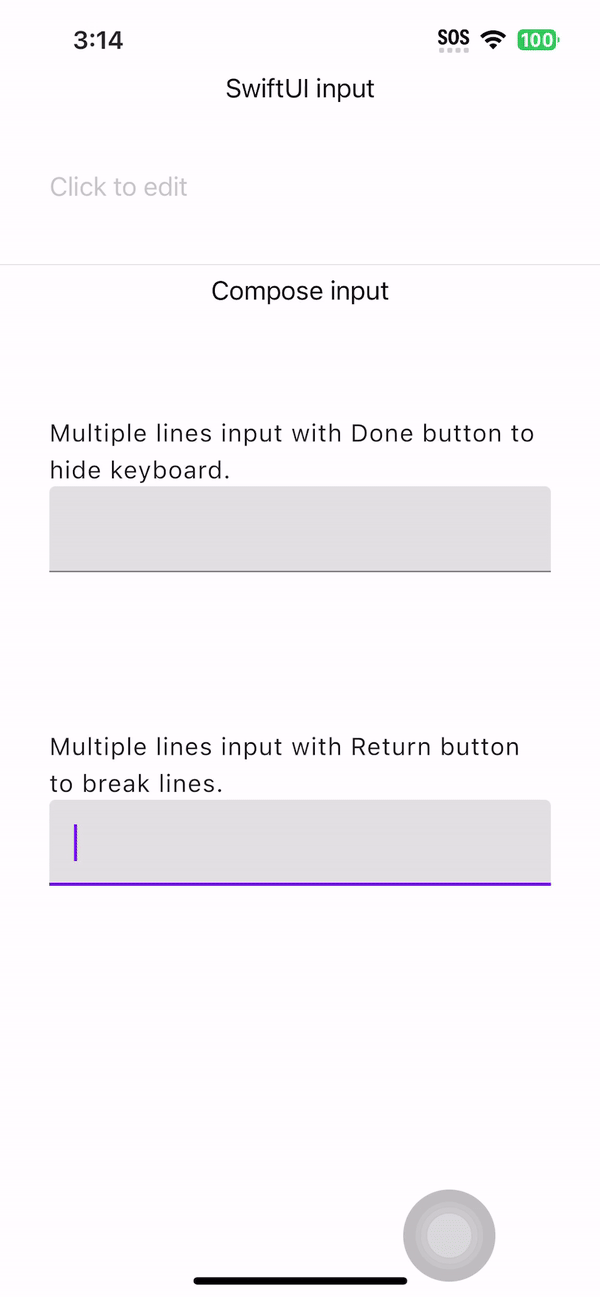 3:14 SOS 100
SwiftUI input
Click to edit
Compose input
Multiple lines input with Done button to
hide keyboard.
Multiple lines input with Return button
to break lines.